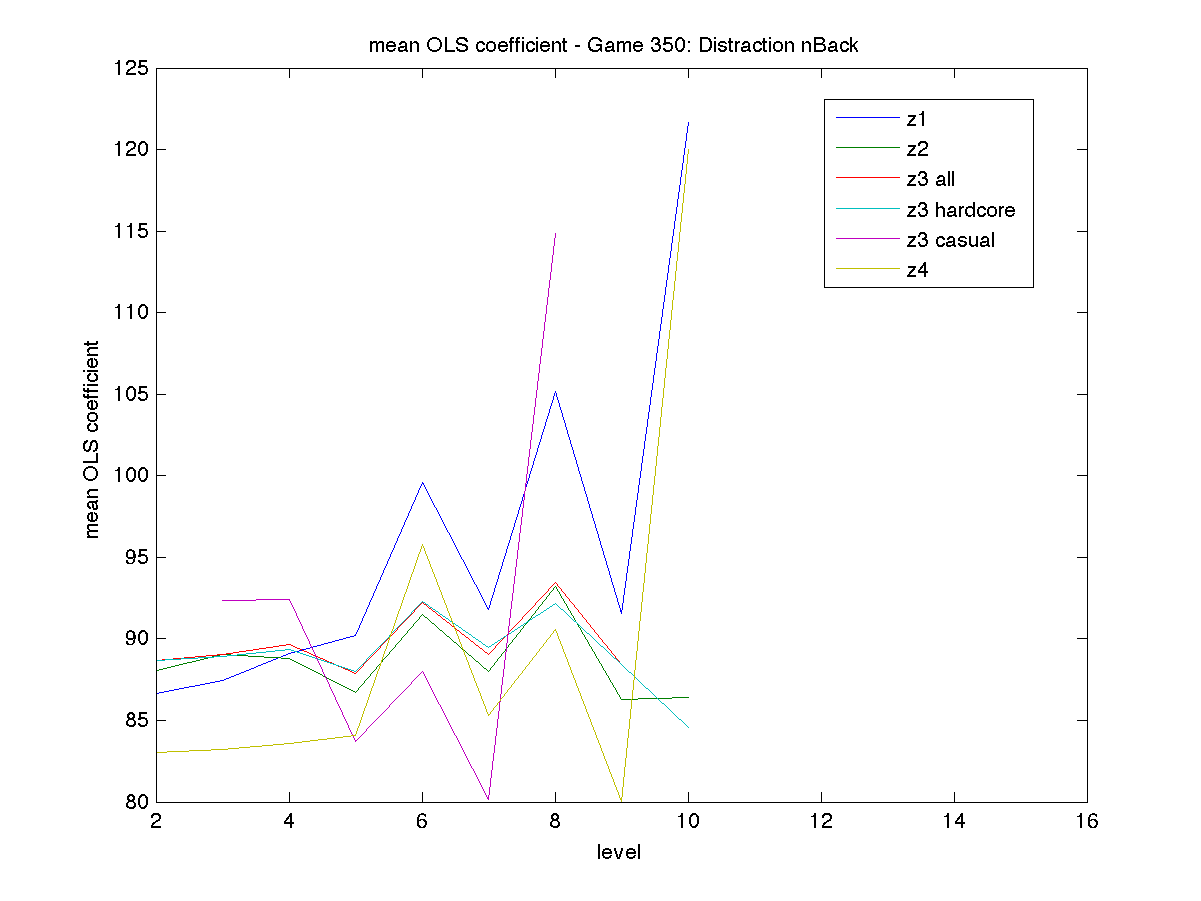 mean OLS coefficient - Game 350: Distraction nBack
125
120
115
110
105
100
95
90
85
80
mean OLS coefficient
z1
z2
z3 all
z3 hardcore
z3 casual
z4
2 4 6 8 10 12 14 16
level